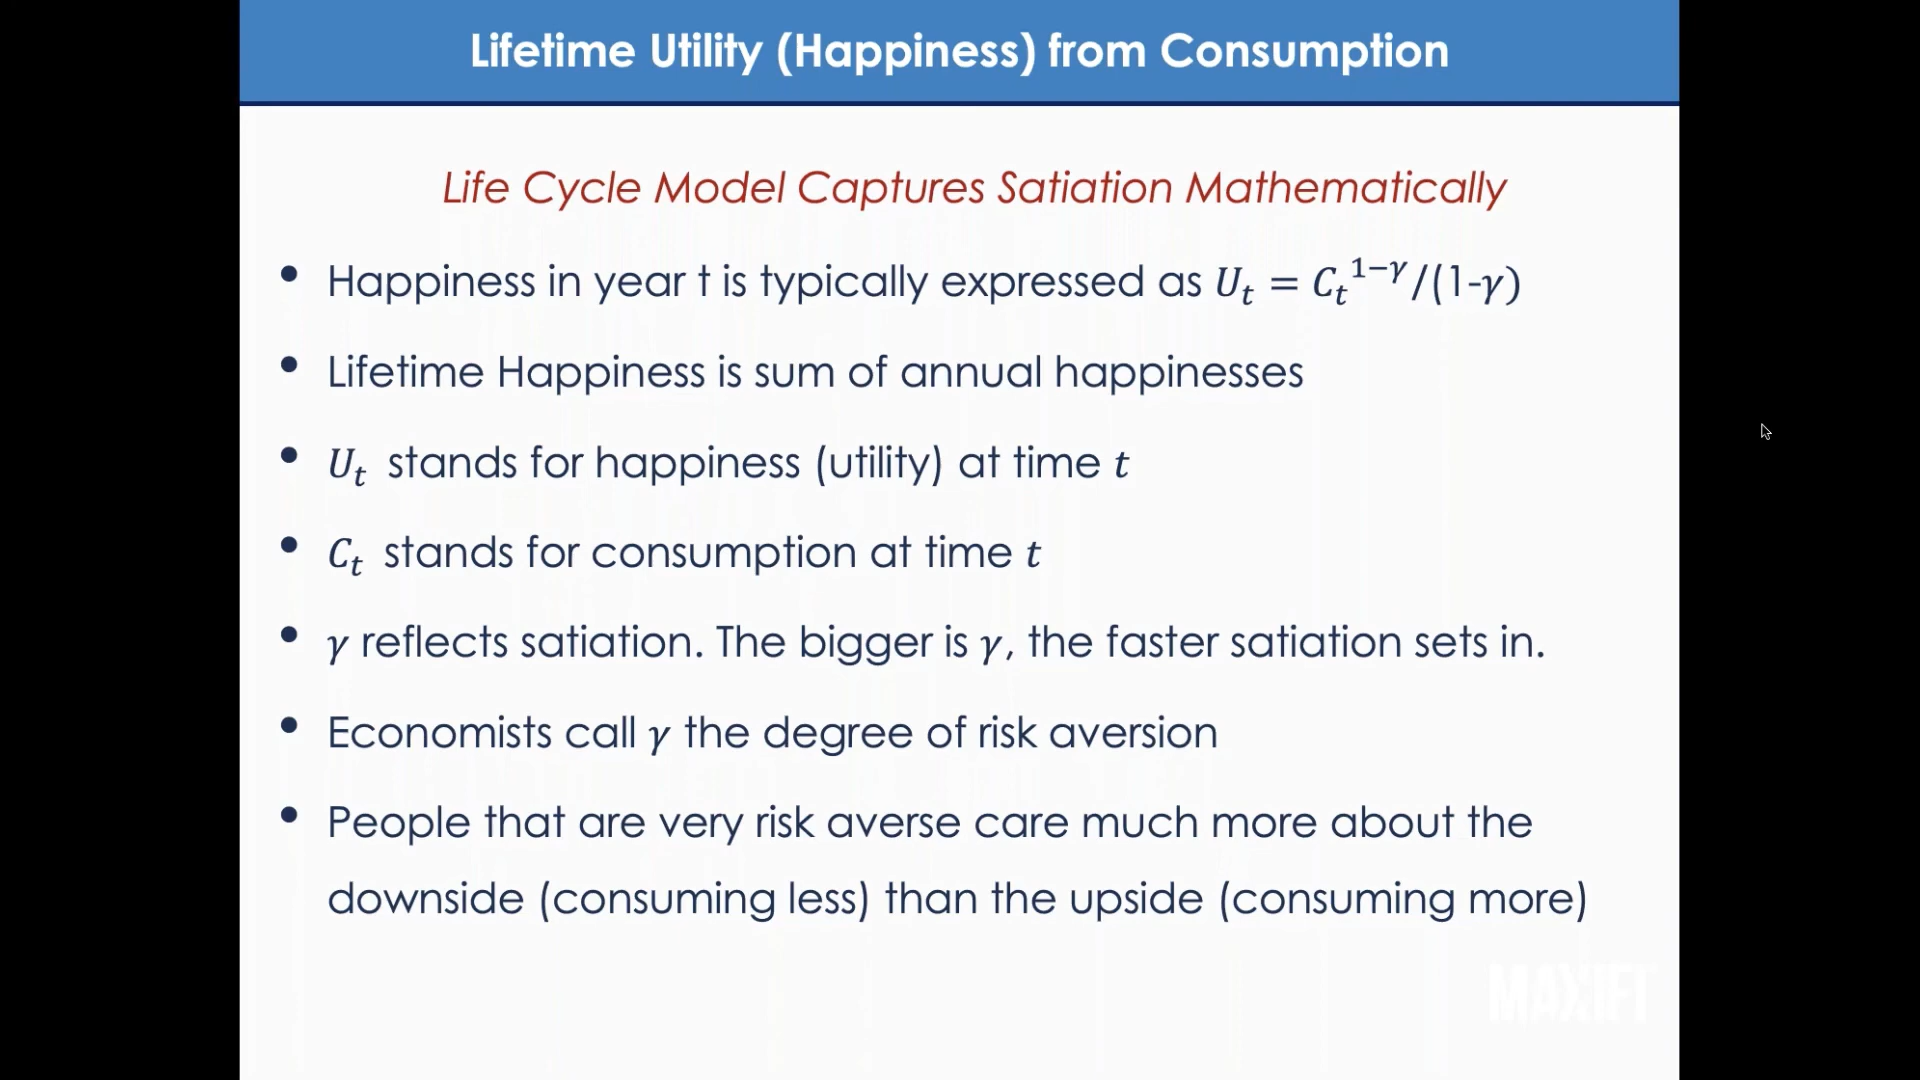 Lifetime Utility (Happiness) from Consumption
Life Cycle Model Captures Satiation Mathematically
• Happiness in year t is typically expressed as 𝑈ₜ = 𝐶ₜ¹⁻ᵞ/(1-𝛾)
• Lifetime Happiness is sum of annual happinesses
• 𝑈ₜ stands for happiness (utility) at time 𝑡
• 𝐶ₜ stands for consumption at time 𝑡
• 𝛾 reflects satiation. The bigger is 𝛾, the faster satiation sets in.
• Economists call 𝛾 the degree of risk aversion
• People that are very risk averse care much more about the
downside (consuming less) than the upside (consuming more)
MAXIFI